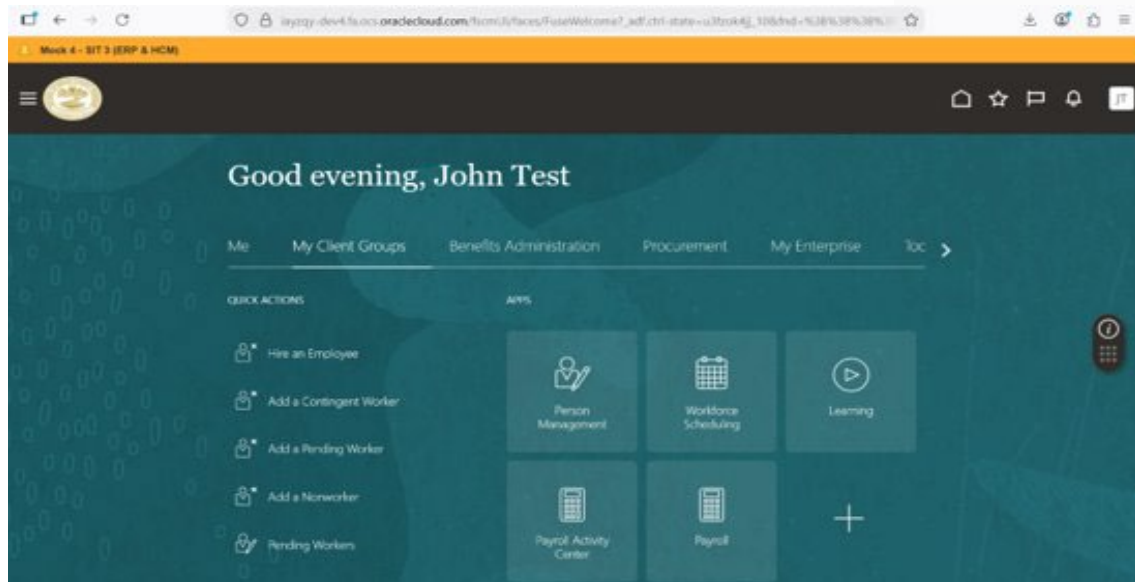 Mock 4 - SIT 3 (ERP & HCM)
JT
Good evening, John Test
Me My Client Groups Benefits Administration Procurement My Enterprise Toc
QUICK ACTIONS
Hire an Employee
Add a Contingent Worker
Add a Pending Worker
Add a Nonworker
Pending Workers
APPS
Person
Management
Workforce
Scheduling
Learning
Payroll Activity
Center
Payroll